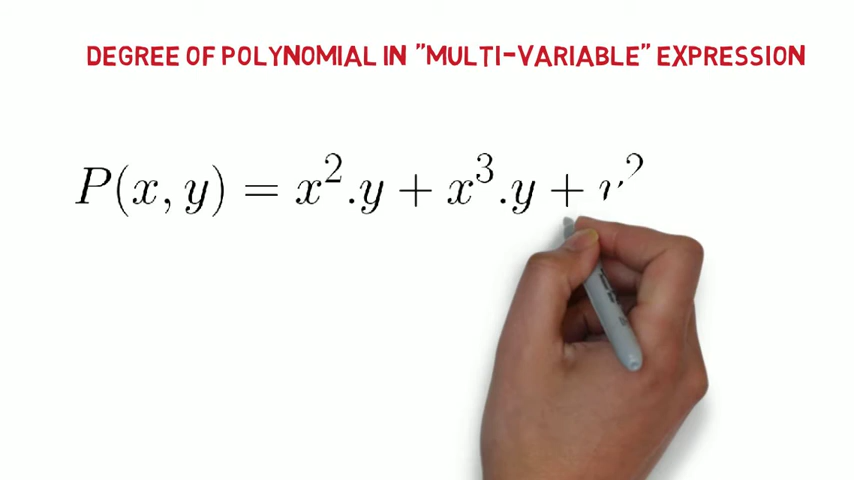 DEGREE OF POLYNOMIAL IN "MULTI-VARIABLE" EXPRESSION
P(x, y) = x².y + x³.y +